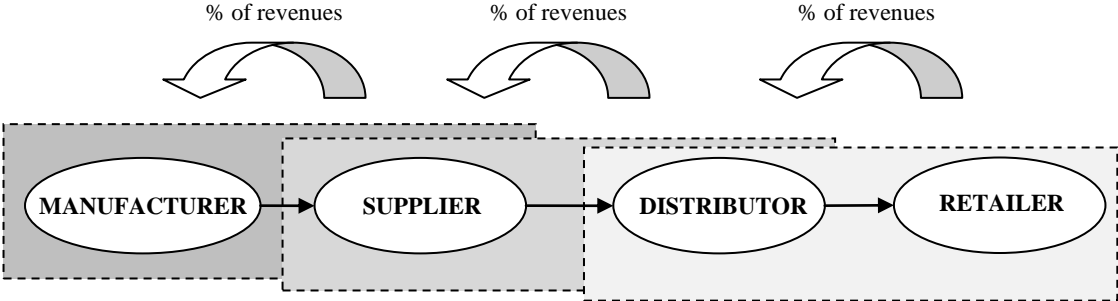 % of revenues
% of revenues
% of revenues
MANUFACTURER
SUPPLIER
DISTRIBUTOR
RETAILER